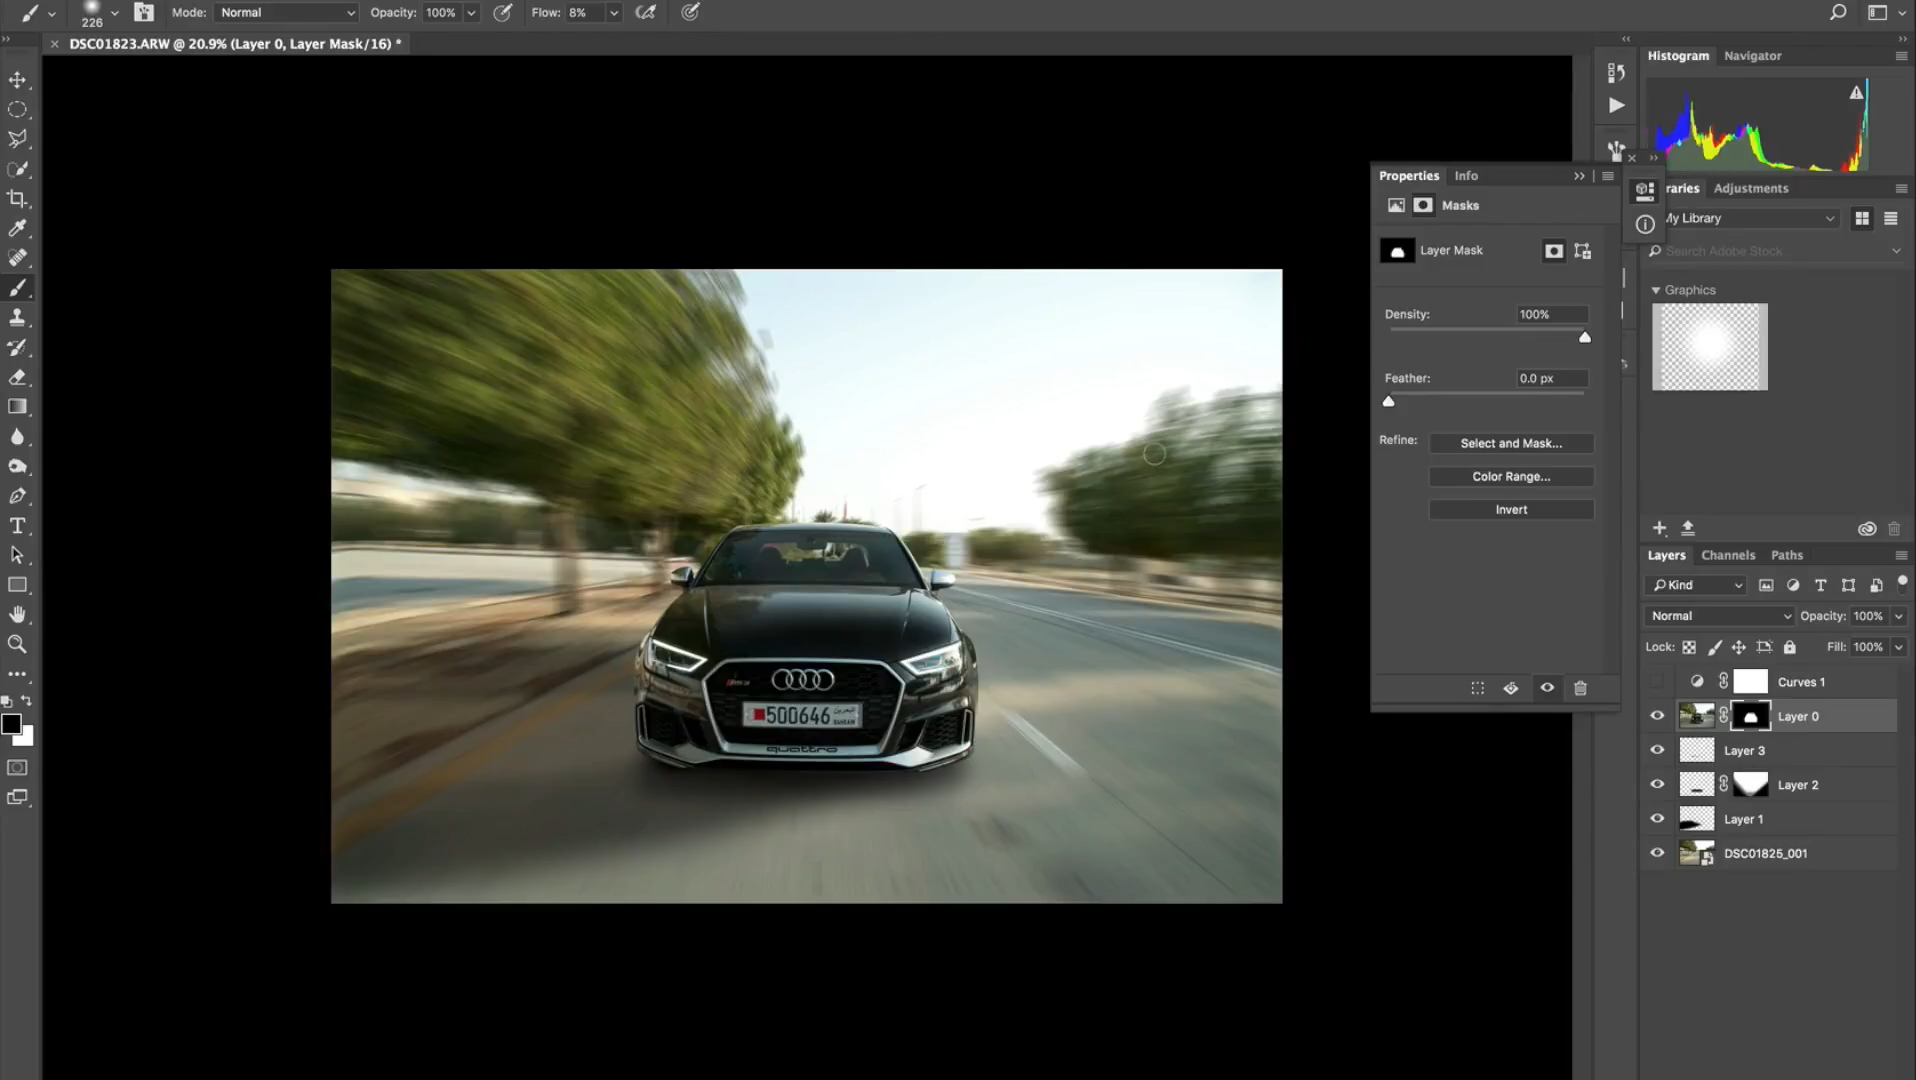 226
Mode: Normal
Opacity: 100%
Flow: 8%
DSC01823.ARW @ 20.9% (Layer 0, Layer Mask/16) *
Histogram Navigator
Properties Info
Masks
Layer Mask
Density: 100%
Feather: 0.0 px
Refine: Select and Mask...
Color Range...
Invert
raries Adjustments
My Library
Search Adobe Stock
Graphics
Layers Channels Paths
Kind
Normal Opacity: 100%
Lock: Fill: 100%
Curves 1
Layer 0
Layer 3
Layer 2
Layer 1
DSC01825_001
500646
البحرين
BAHRAIN
quattro